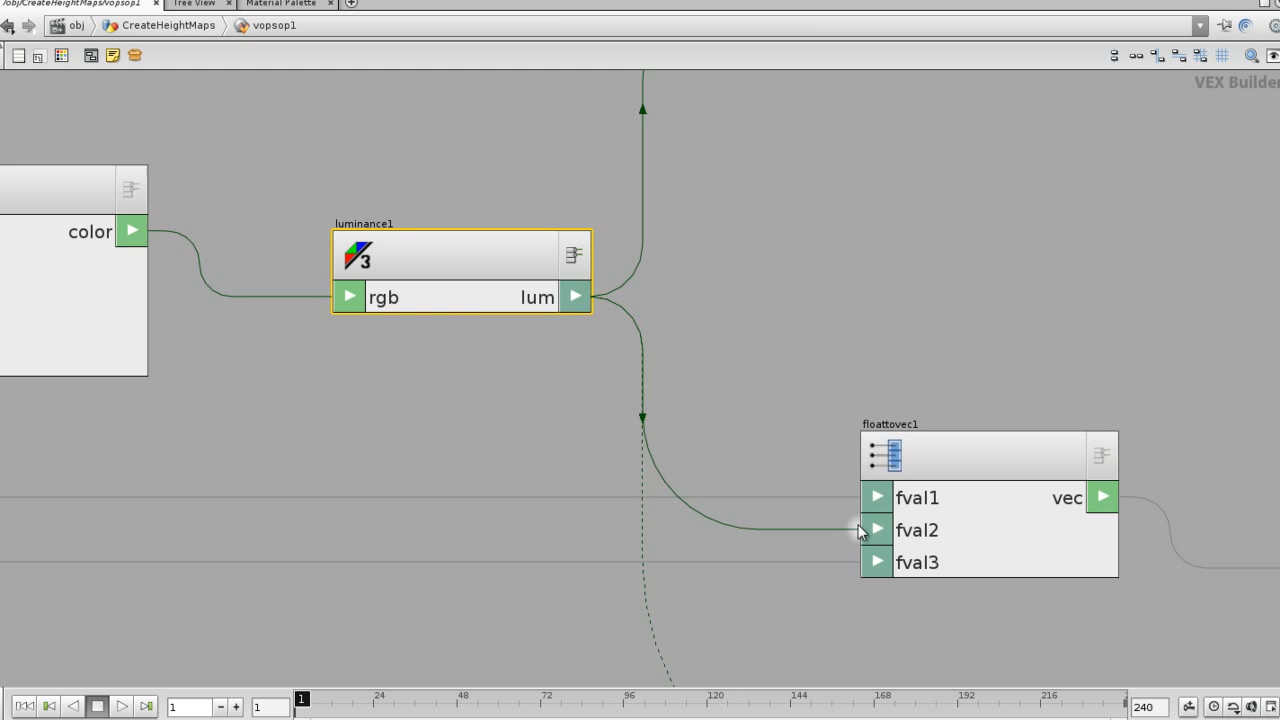 /obj/CreateHeightMaps/vopsop1 Tree View Material Palette
obj CreateHeightMaps vopsop1
VEX Builder
luminance1
color
3
rgb lum
floattovec1
fval1 vec
fval2
fval3
1 1 1 24 48 72 96 120 144 168 192 216 240